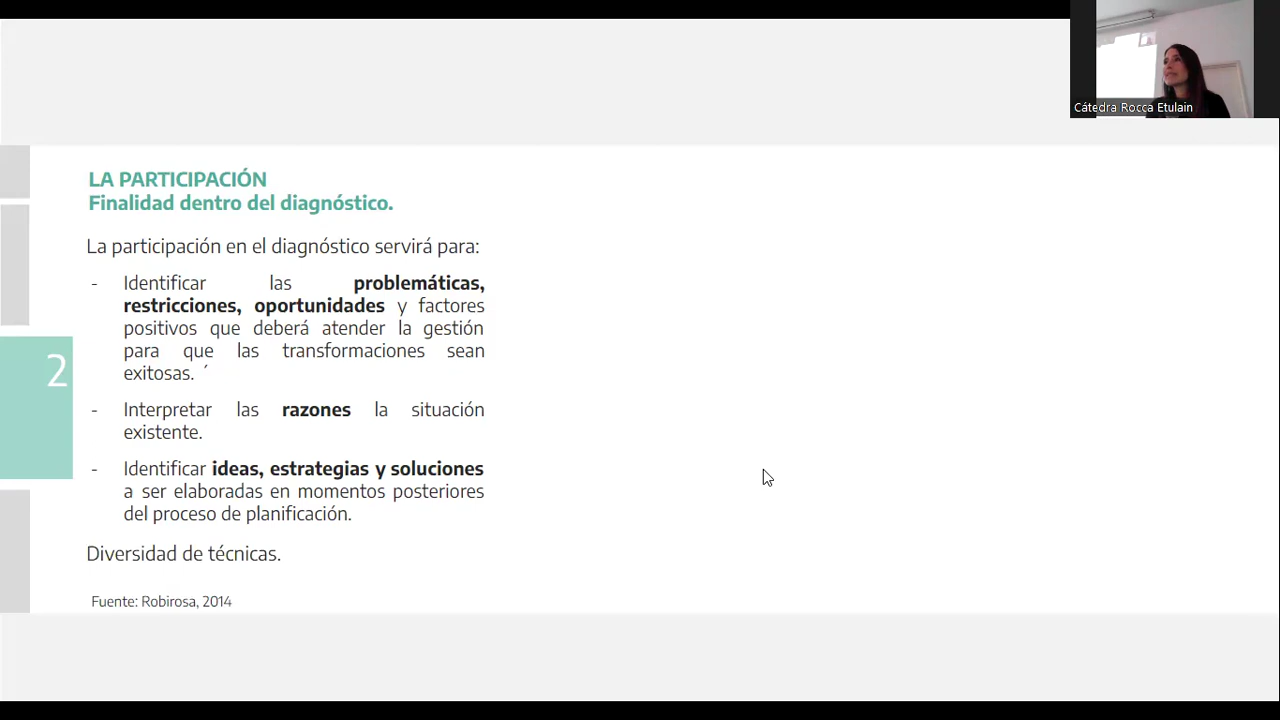 Cátedra Rocca Etulain
LA PARTICIPACIÓN
Finalidad dentro del diagnóstico.
La participación en el diagnóstico servirá para:
- Identificar las problemáticas,
restricciones, oportunidades y factores
positivos que deberá atender la gestión
para que las transformaciones sean
exitosas. ´
- Interpretar las razones la situación
existente.
- Identificar ideas, estrategias y soluciones
a ser elaboradas en momentos posteriores
del proceso de planificación.
Diversidad de técnicas.
Fuente: Robirosa, 2014
2